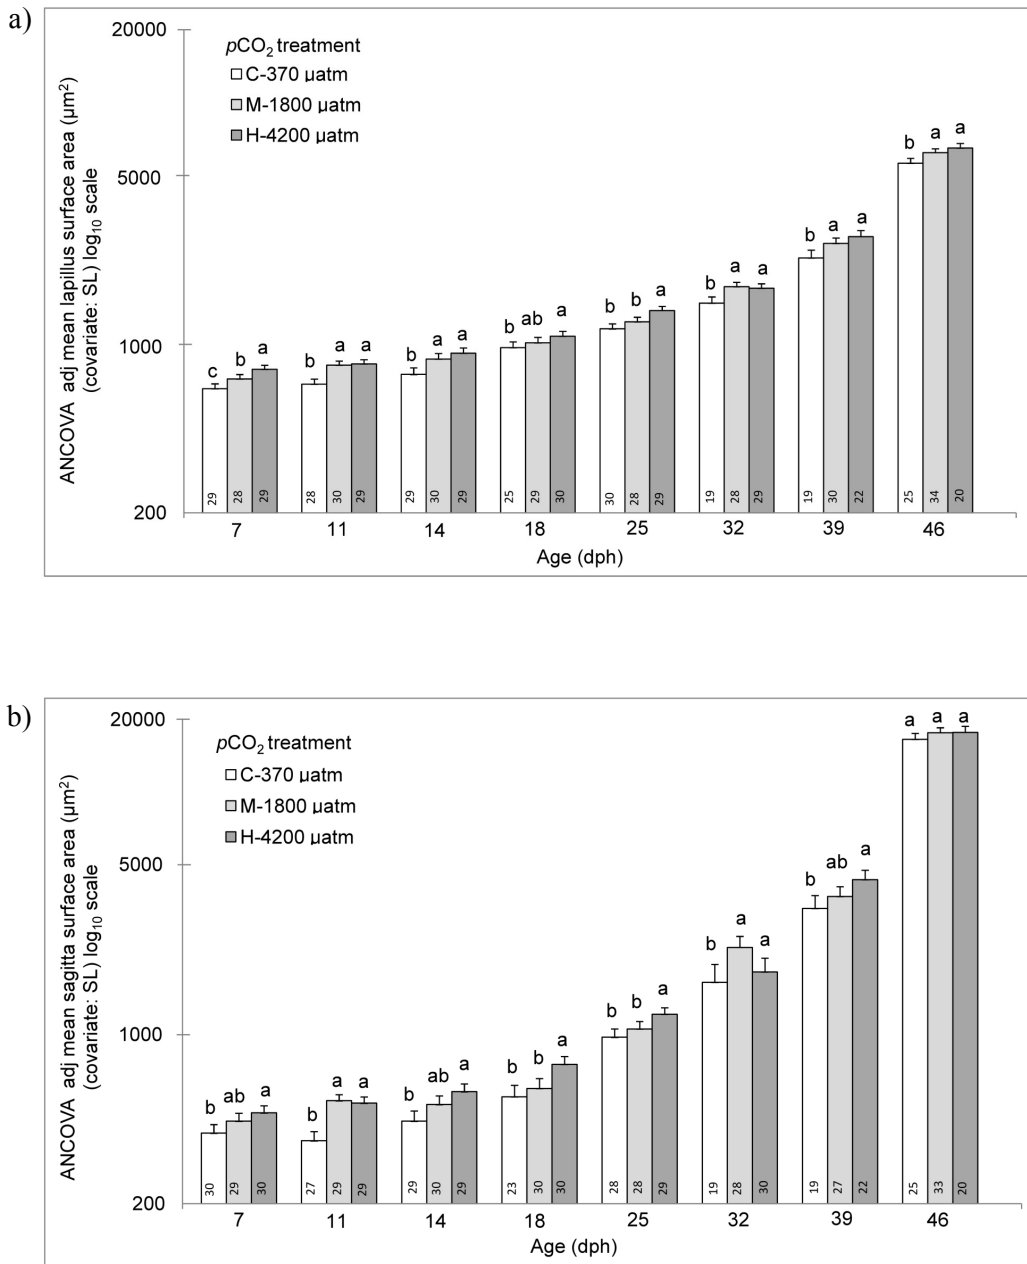 a)
20000
5000
1000
200
ANCOVA adj mean lapillus surface area (µm2)
(covariate: SL) log10 scale
pCO2 treatment
C-370 µatm
M-1800 µatm
H-4200 µatm
c b a b a a b a a b ab a b b a b a a b a a b a a
29 28 29 28 30 29 29 30 29 25 29 30 30 28 29 19 28 29 19 30 22 25 34 20
7 11 14 18 25 32 39 46
Age (dph)
b)
20000
5000
1000
200
ANCOVA adj mean sagitta surface area (µm2)
(covariate: SL) log10 scale
pCO2 treatment
C-370 µatm
M-1800 µatm
H-4200 µatm
b ab a b a a b ab a b b a b b a b a a b ab a a a a
30 29 30 27 29 29 29 30 29 23 30 30 28 28 29 19 28 30 19 27 22 25 33 20
7 11 14 18 25 32 39 46
Age (dph)